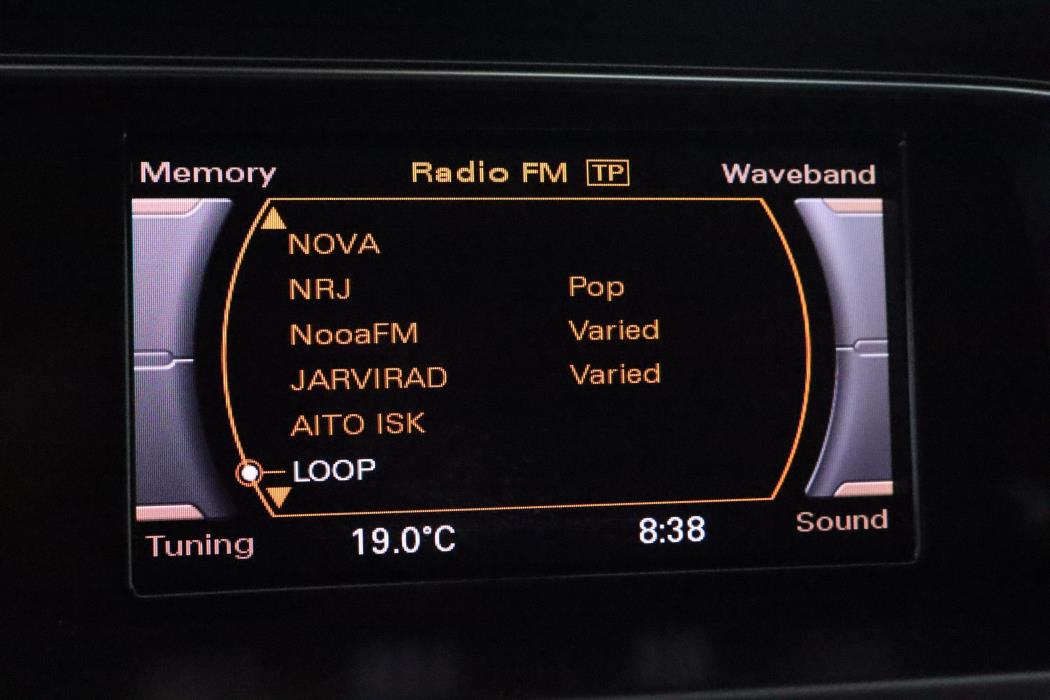 Memory Radio FM TP Waveband
NOVA
NRJ Pop
NooaFM Varied
JARVIRAD Varied
AITO ISK
LOOP
Tuning 19.0°C 8:38 Sound